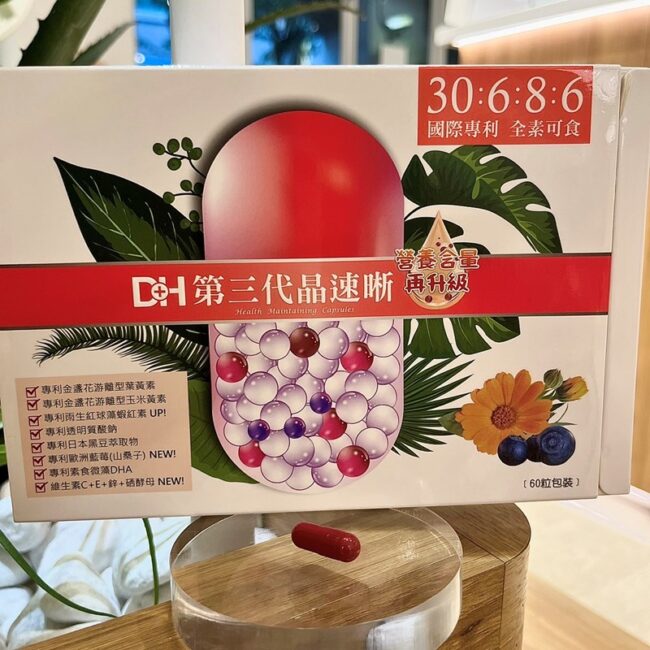 30:6:8:6
國際專利 全素可食
營養含量
再升級
DH 第三代晶速晰
Health Maintaining Capsules
專利金盞花游離型葉黃素
專利金盞花游離型玉米黃素
專利雨生紅球藻蝦紅素 UP!
專利透明質酸鈉
專利日本黑豆萃取物
專利歐洲藍莓(山桑子) NEW!
專利素食微藻DHA
維生素C+E+鋅+硒酵母 NEW!
〔60粒包裝〕